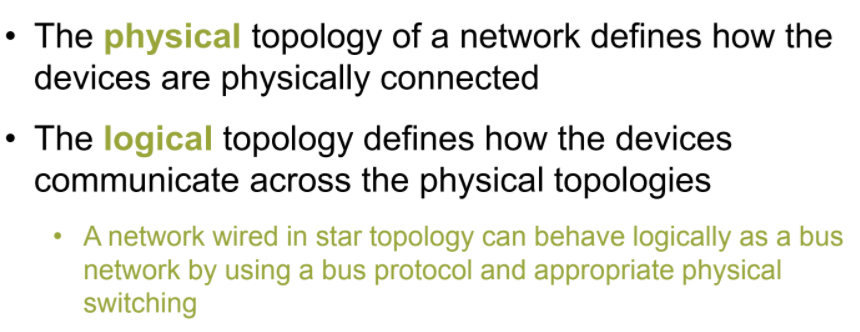 • The physical topology of a network defines how the
devices are physically connected
• The logical topology defines how the devices
communicate across the physical topologies
• A network wired in star topology can behave logically as a bus
network by using a bus protocol and appropriate physical
switching